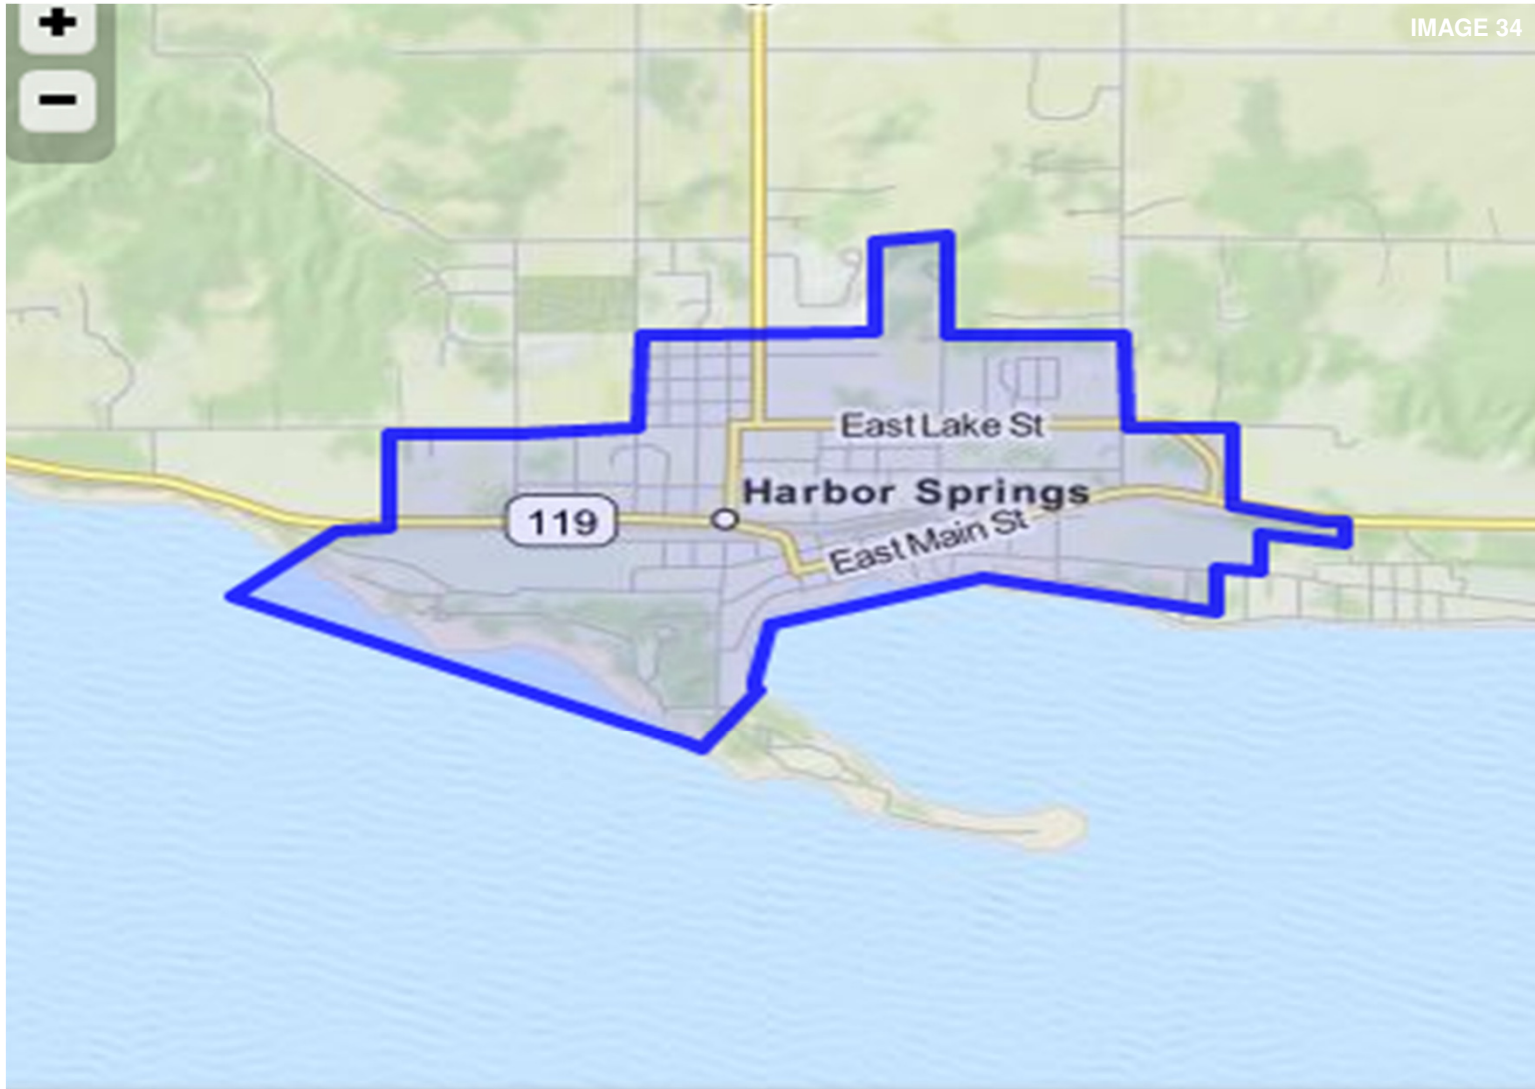 +
IMAGE 34
−
East Lake St
Harbor Springs
119
East Main St